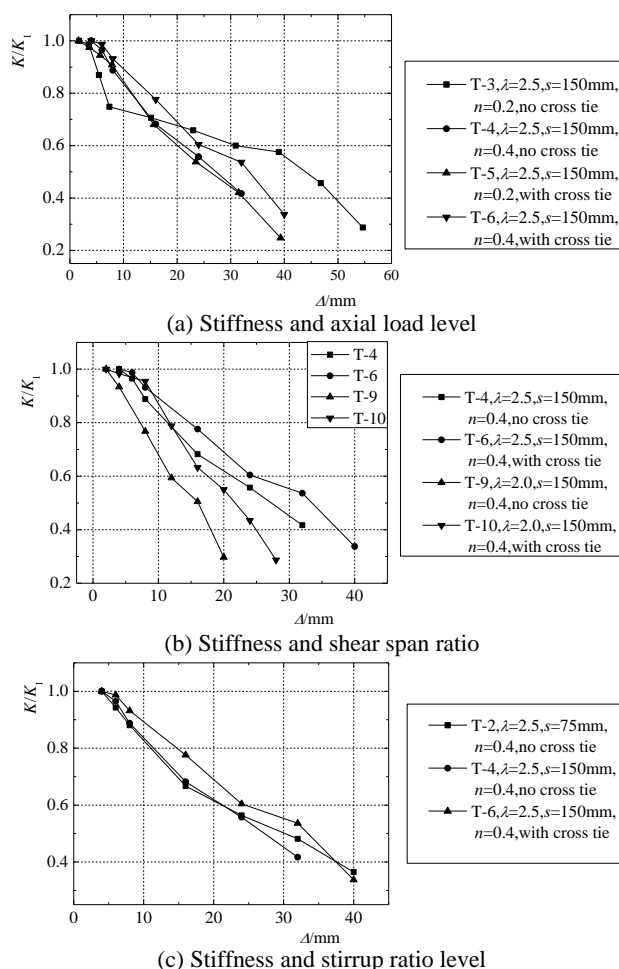 1.0
0.8
0.6
0.4
0.2
K/K1
0 10 20 30 40 50 60
Δ/mm
T-3,λ=2.5,s=150mm,
n=0.2,no cross tie
T-4,λ=2.5,s=150mm,
n=0.4,no cross tie
T-5,λ=2.5,s=150mm,
n=0.2,with cross tie
T-6,λ=2.5,s=150mm,
n=0.4,with cross tie
(a) Stiffness and axial load level
1.0
0.8
0.6
0.4
0.2
K/K1
0 10 20 30 40
Δ/mm
T-4
T-6
T-9
T-10
T-4,λ=2.5,s=150mm,
n=0.4,no cross tie
T-6,λ=2.5,s=150mm,
n=0.4,with cross tie
T-9,λ=2.0,s=150mm,
n=0.4,no cross tie
T-10,λ=2.0,s=150mm,
n=0.4,with cross tie
(b) Stiffness and shear span ratio
1.0
0.8
0.6
0.4
K/K1
0 10 20 30 40
Δ/mm
T-2,λ=2.5,s=75mm,
n=0.4,no cross tie
T-4,λ=2.5,s=150mm,
n=0.4,no cross tie
T-6,λ=2.5,s=150mm,
n=0.4,with cross tie
(c) Stiffness and stirrup ratio level